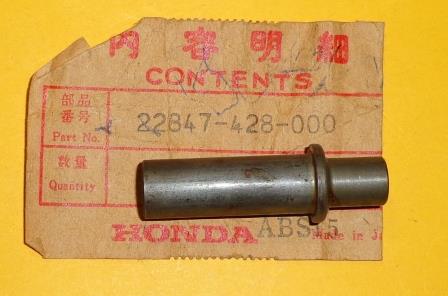 内容明細
CONTENTS
部品
番号
Part No.
22847-428-000
数量
Quantity
HONDA
ABS15
Made in Ja